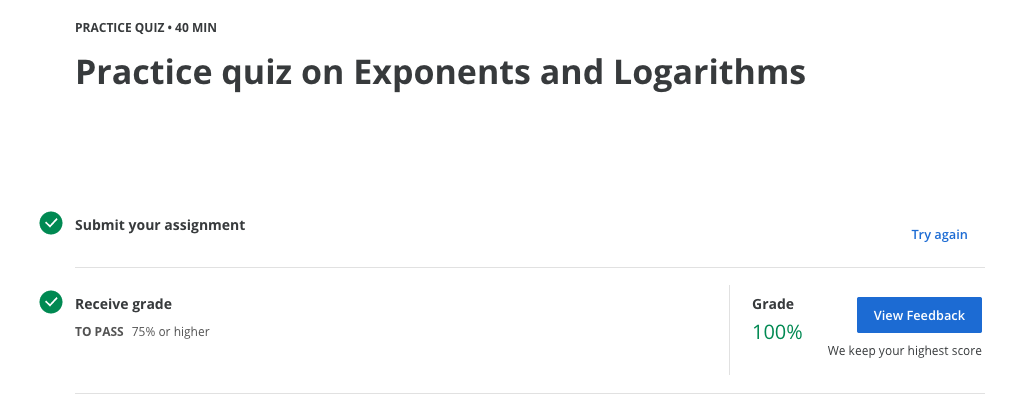 PRACTICE QUIZ • 40 MIN
Practice quiz on Exponents and Logarithms
Submit your assignment
Try again
Receive grade
TO PASS 75% or higher
Grade
100%
View Feedback
We keep your highest score